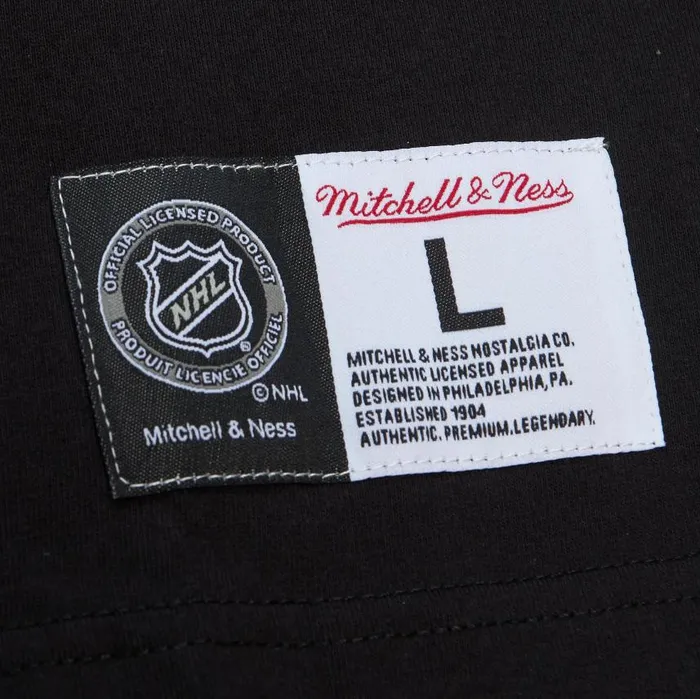 OFFICIAL LICENSED PRODUCT
NHL
®
PRODUIT LICENCIÉ OFFICIEL
© NHL
Mitchell & Ness
Mitchell & Ness
L
MITCHELL & NESS NOSTALGIA CO.
AUTHENTIC LICENSED APPAREL
DESIGNED IN PHILADELPHIA, PA.
ESTABLISHED 1904
AUTHENTIC. PREMIUM. LEGENDARY.